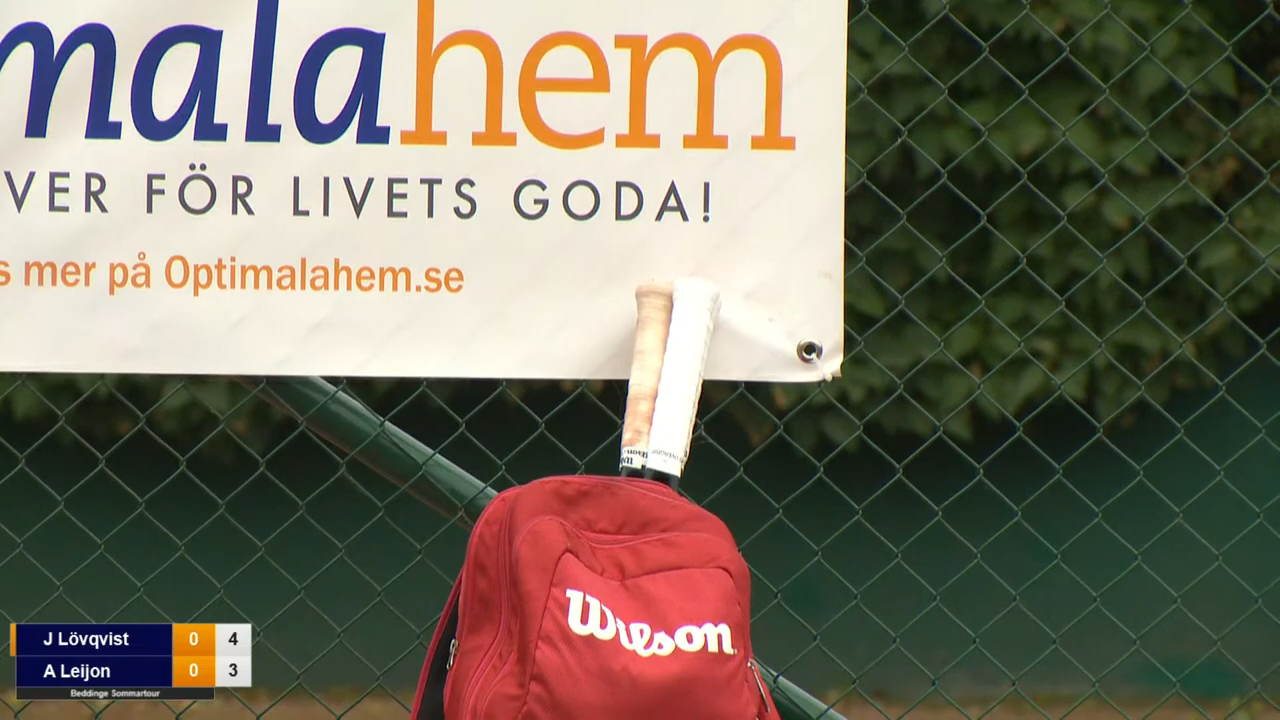 malahem
VER FÖR LIVETS GODA!
s mer på Optimalahem.se
Wilson
J Lövqvist 0 4
A Leijon 0 3
Beddinge Sommartour